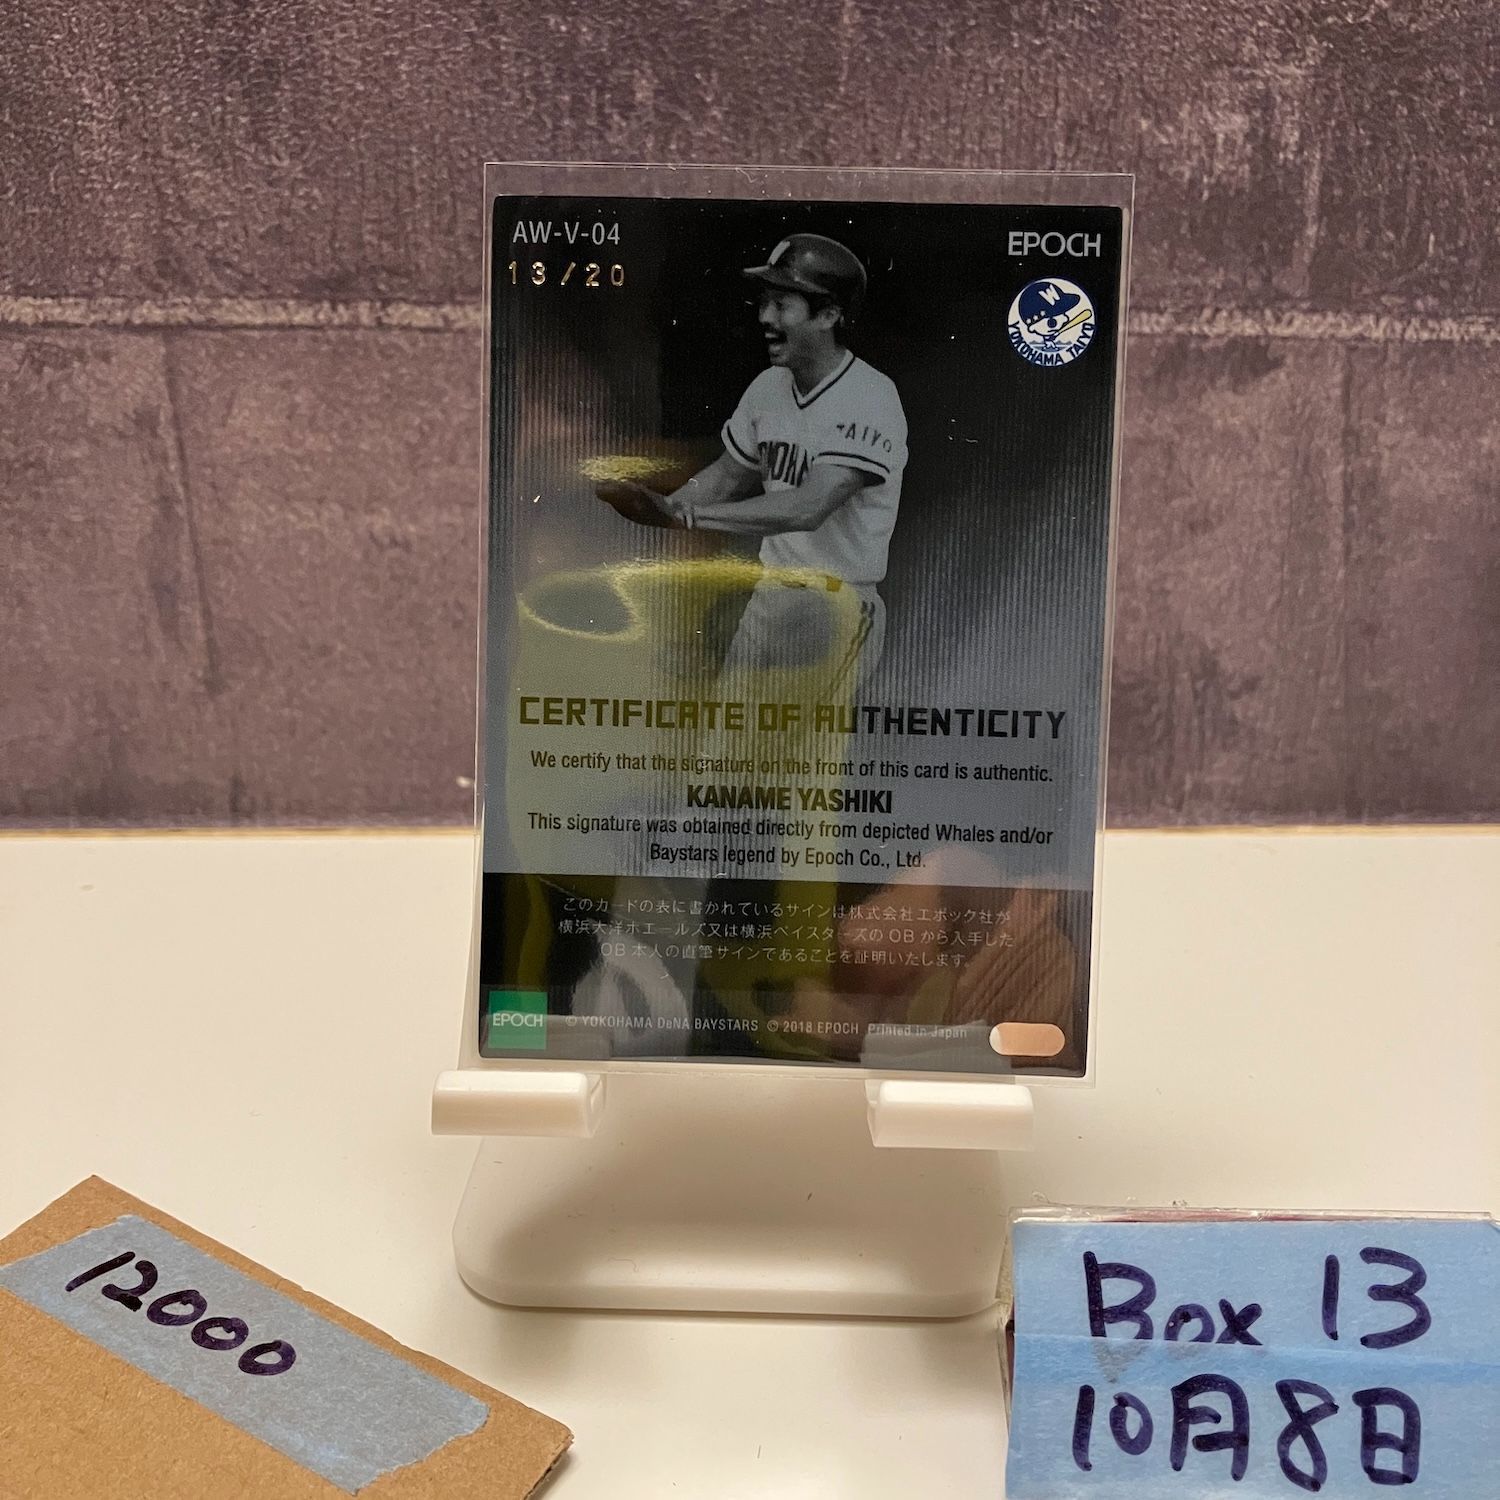 AW-V-04
13/20
EPOCH
W
YOKOHAMA TAIYO
TAIYO
CERTIFICATE OF AUTHENTICITY
We certify that the signature on the front of this card is authentic.
KANAME YASHIKI
This signature was obtained directly from depicted Whales and/or
Baystars legend by Epoch Co., Ltd.
このカードの表に書かれているサインは株式会社エポック社が
横浜大洋ホエールズ又は横浜ベイスターズのOBから入手した
OB本人の直筆サインであることを証明いたします。
EPOCH © YOKOHAMA DeNA BAYSTARS © 2018 EPOCH Printed in Japan
12000
Box 13
10月8日